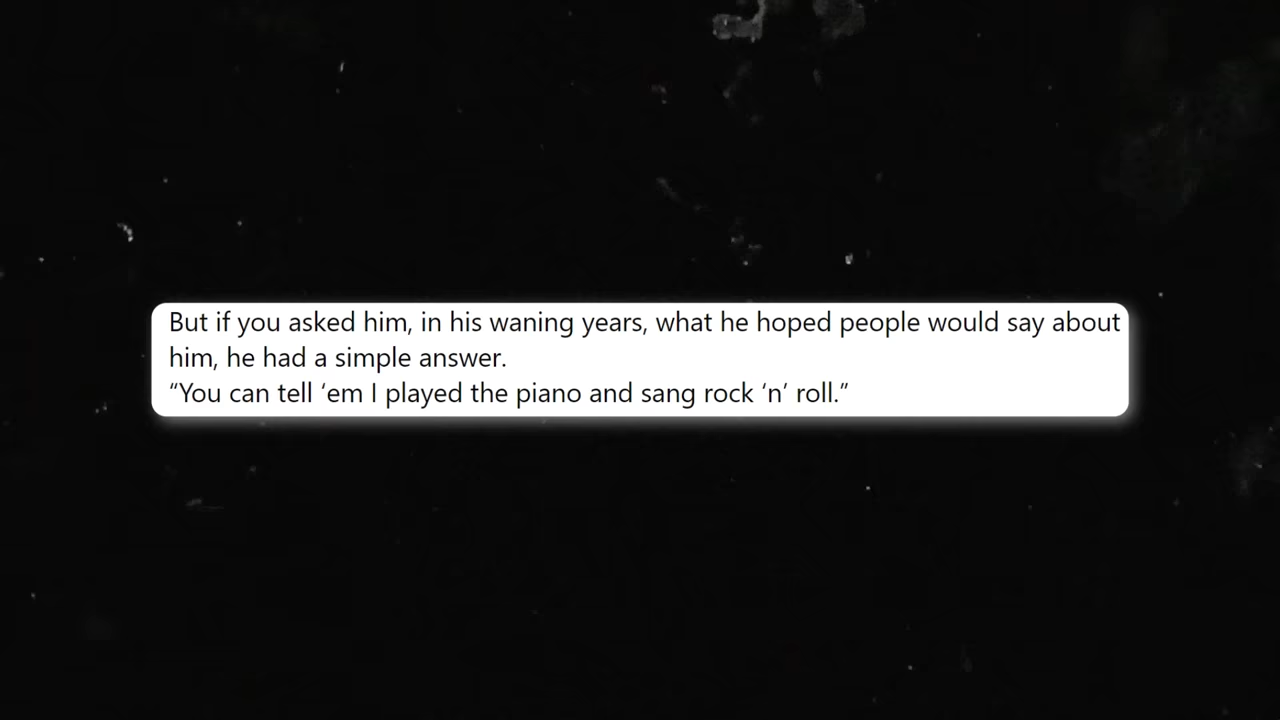 But if you asked him, in his waning years, what he hoped people would say about
him, he had a simple answer.
“You can tell ‘em I played the piano and sang rock ‘n’ roll.”